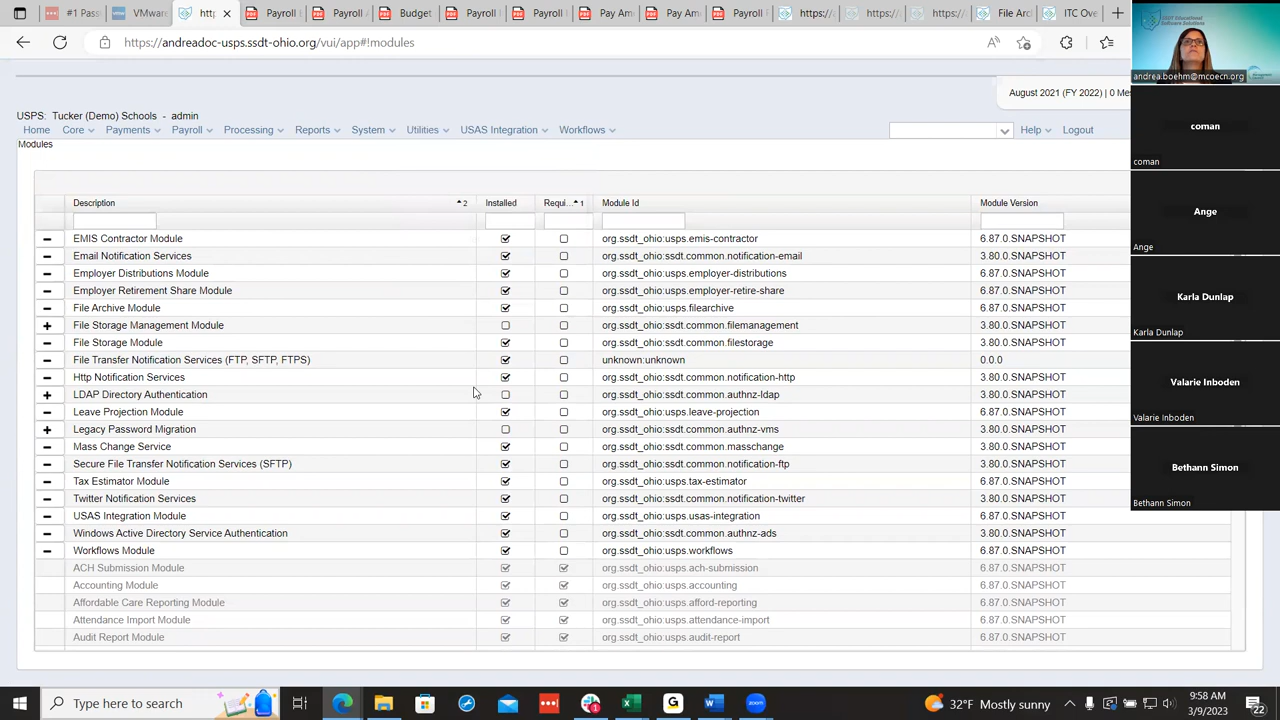 #1 Pass
VMware
http
Payroll
Payroll
Budge
Payroll
Payroll
Pay Am
Pay Am
Payroll
https:/
https:/
https:/
File Arc
ITC Ove
https://andreadoc-usps.ssdt-ohio.org/vui/app#!modules
August 2021 (FY 2022) | 0 Mes
USPS: Tucker (Demo) Schools - admin
Home Core Payments Payroll Processing Reports System Utilities USAS Integration Workflows Help Logout
Modules
Description 2 Installed Requi... 1 Module Id Module Version
EMIS Contractor Module org.ssdt_ohio:usps.emis-contractor 6.87.0.SNAPSHOT
Email Notification Services org.ssdt_ohio:ssdt.common.notification-email 3.80.0.SNAPSHOT
Employer Distributions Module org.ssdt_ohio:usps.employer-distributions 6.87.0.SNAPSHOT
Employer Retirement Share Module org.ssdt_ohio:usps.employer-retire-share 6.87.0.SNAPSHOT
File Archive Module org.ssdt_ohio:usps.filearchive 6.87.0.SNAPSHOT
File Storage Management Module org.ssdt_ohio:ssdt.common.filemanagement 3.80.0.SNAPSHOT
File Storage Module org.ssdt_ohio:ssdt.common.filestorage 3.80.0.SNAPSHOT
File Transfer Notification Services (FTP, SFTP, FTPS) unknown:unknown 0.0.0
Http Notification Services org.ssdt_ohio:ssdt.common.notification-http 3.80.0.SNAPSHOT
LDAP Directory Authentication org.ssdt_ohio:ssdt.common.authnz-ldap 3.80.0.SNAPSHOT
Leave Projection Module org.ssdt_ohio:usps.leave-projection 6.87.0.SNAPSHOT
Legacy Password Migration org.ssdt_ohio:ssdt.common.authnz-vms 3.80.0.SNAPSHOT
Mass Change Service org.ssdt_ohio:ssdt.common.masschange 3.80.0.SNAPSHOT
Secure File Transfer Notification Services (SFTP) org.ssdt_ohio:ssdt.common.notification-ftp 3.80.0.SNAPSHOT
Tax Estimator Module org.ssdt_ohio:usps.tax-estimator 6.87.0.SNAPSHOT
Twitter Notification Services org.ssdt_ohio:ssdt.common.notification-twitter 3.80.0.SNAPSHOT
USAS Integration Module org.ssdt_ohio:usps.usas-integration 6.87.0.SNAPSHOT
Windows Active Directory Service Authentication org.ssdt_ohio:ssdt.common.authnz-ads 3.80.0.SNAPSHOT
Workflows Module org.ssdt_ohio:usps.workflows 6.87.0.SNAPSHOT
ACH Submission Module org.ssdt_ohio:usps.ach-submission 6.87.0.SNAPSHOT
Accounting Module org.ssdt_ohio:usps.accounting 6.87.0.SNAPSHOT
Affordable Care Reporting Module org.ssdt_ohio:usps.afford-reporting 6.87.0.SNAPSHOT
Attendance Import Module org.ssdt_ohio:usps.attendance-import 6.87.0.SNAPSHOT
Audit Report Module org.ssdt_ohio:usps.audit-report 6.87.0.SNAPSHOT
SSDT Educational
Software Solutions
andrea.boehm@mcoecn.org
coman
coman
Ange
Ange
Karla Dunlap
Karla Dunlap
Valarie Inboden
Valarie Inboden
Bethann Simon
Bethann Simon
Type here to search
32°F Mostly sunny
9:58 AM
3/9/2023
22